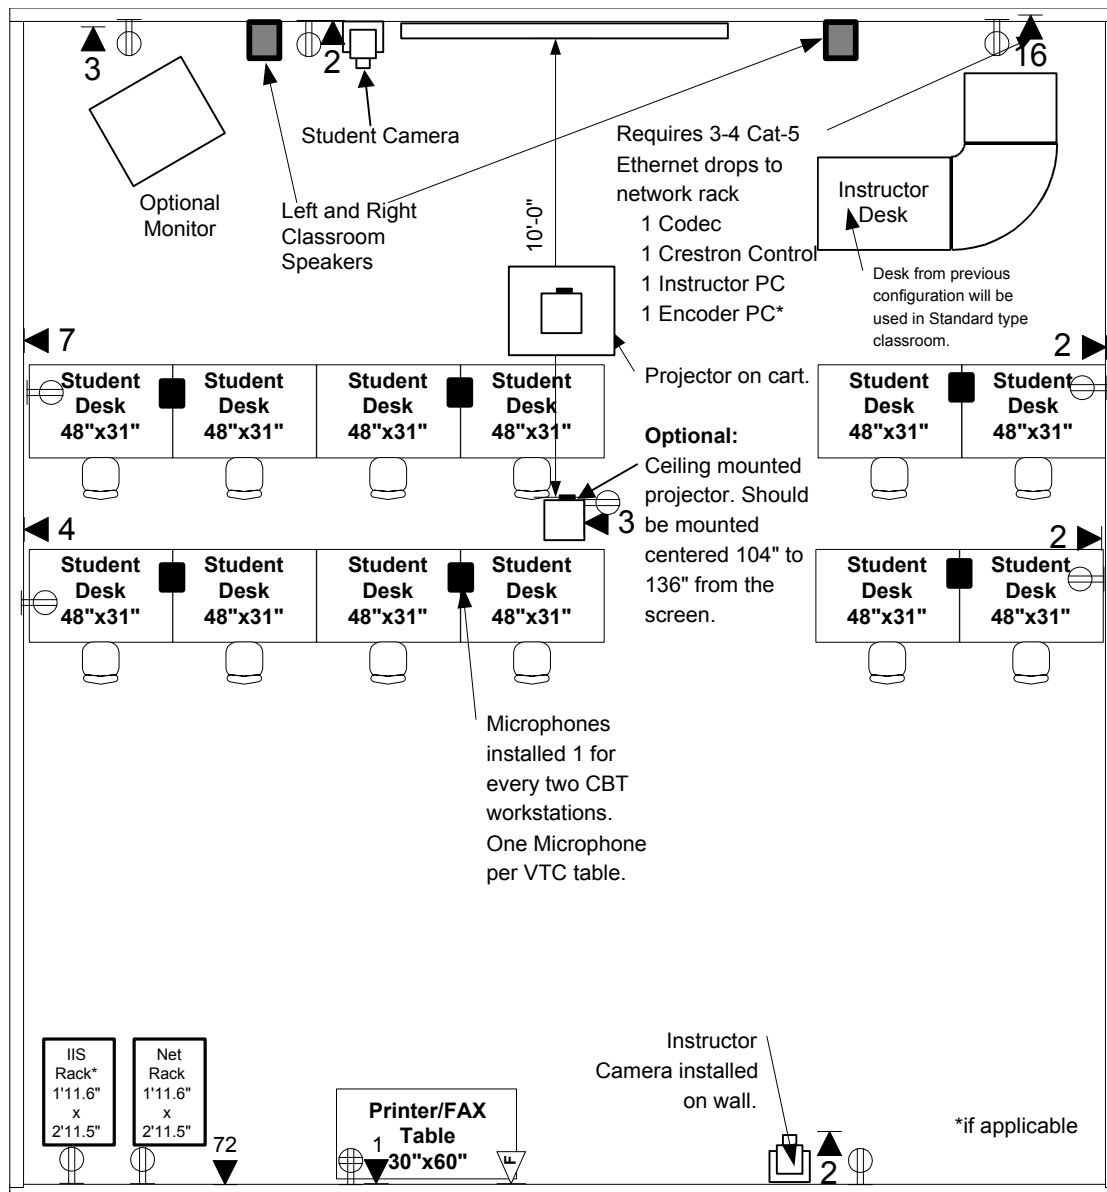 3
2
16
Student Camera
Optional
Monitor
Left and Right
Classroom
Speakers
10'-0"
Requires 3-4 Cat-5
Ethernet drops to
network rack
1 Codec
1 Crestron Control
1 Instructor PC
1 Encoder PC*
Instructor
Desk
Desk from previous
configuration will be
used in Standard type
classroom.
7
2
Projector on cart.
Student
Desk
48"x31"
Student
Desk
48"x31"
Student
Desk
48"x31"
Student
Desk
48"x31"
Student
Desk
48"x31"
Student
Desk
48"x31"
Optional:
Ceiling mounted
projector. Should
be mounted
centered 104" to
136" from the
screen.
3
4
2
Student
Desk
48"x31"
Student
Desk
48"x31"
Student
Desk
48"x31"
Student
Desk
48"x31"
Student
Desk
48"x31"
Student
Desk
48"x31"
Microphones
installed 1 for
every two CBT
workstations.
One Microphone
per VTC table.
IIS
Rack*
1'11.6"
x
2'11.5"
Net
Rack
1'11.6"
x
2'11.5"
72
Printer/FAX
Table
30"x60"
1
F
Instructor
Camera installed
on wall.
2
*if applicable